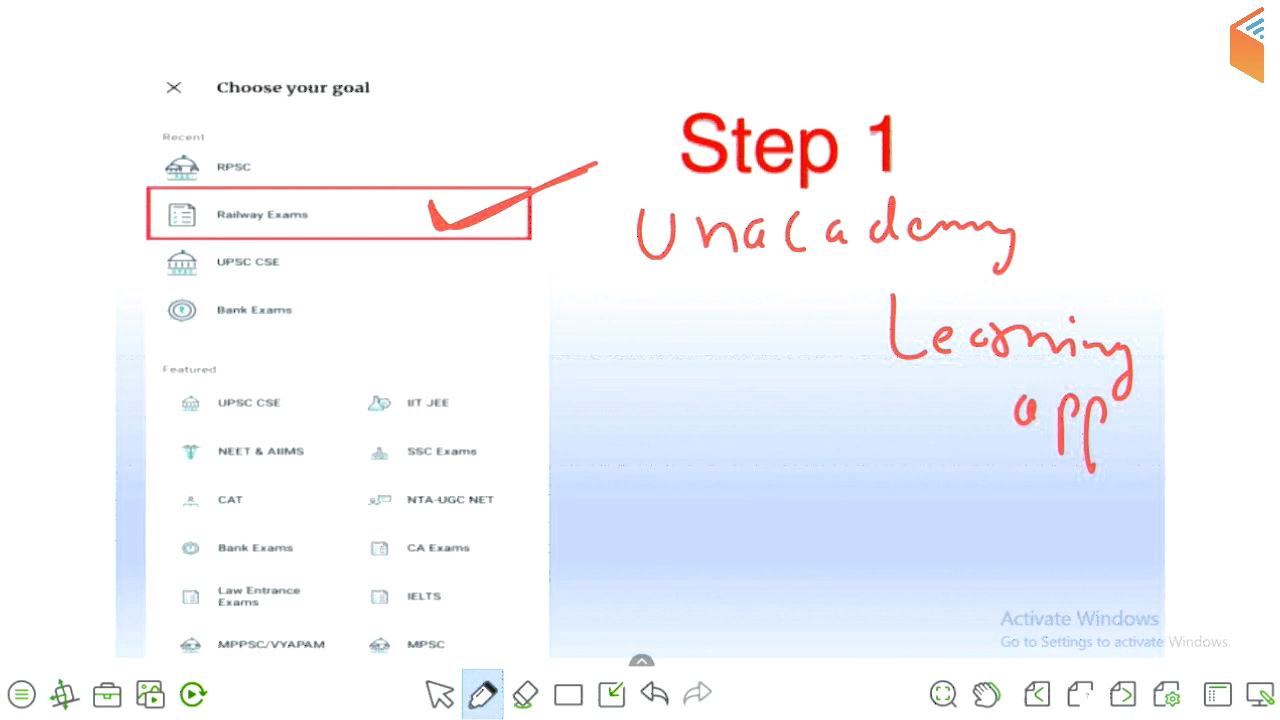 Choose your goal
Recent
RPSC
Railway Exams
UPSC CSE
Bank Exams
Featured
UPSC CSE
IIT JEE
NEET & AIIMS
SSC Exams
CAT
NTA-UGC NET
Bank Exams
CA Exams
Law Entrance
Exams
IELTS
MPPSC/VYAPAM
MPSC
Step 1
Unacademy
Learning
app
Activate Windows
Go to Settings to activate Windows.